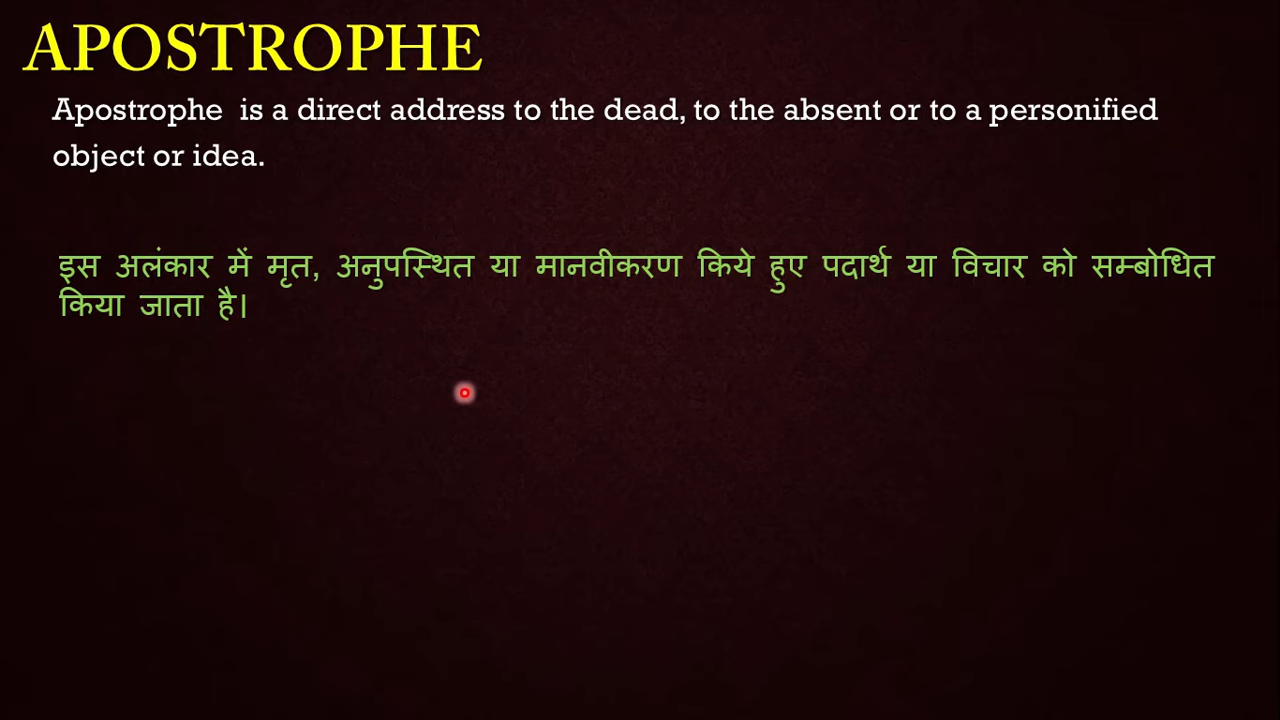 APOSTROPHE
Apostrophe is a direct address to the dead, to the absent or to a personified
object or idea.
इस अलंकार में मृत, अनुपस्थित या मानवीकरण किये हुए पदार्थ या विचार को सम्बोधित
किया जाता है।